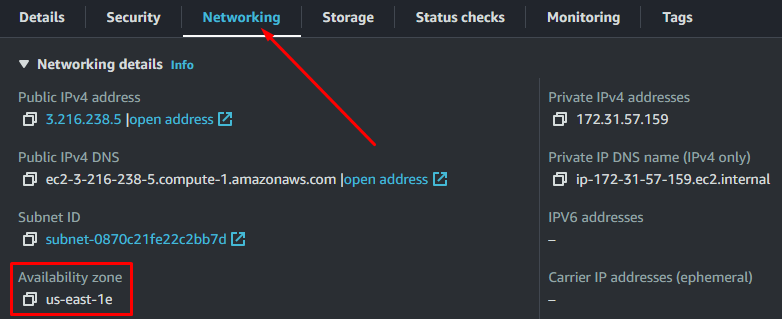 Details Security Networking Storage Status checks Monitoring Tags
Networking details Info
Public IPv4 address
3.216.238.5 |open address
Private IPv4 addresses
172.31.57.159
Public IPv4 DNS
ec2-3-216-238-5.compute-1.amazonaws.com |open address
Private IP DNS name (IPv4 only)
ip-172-31-57-159.ec2.internal
Subnet ID
subnet-0870c21fe22c2bb7d
IPV6 addresses
–
Availability zone
us-east-1e
Carrier IP addresses (ephemeral)
–